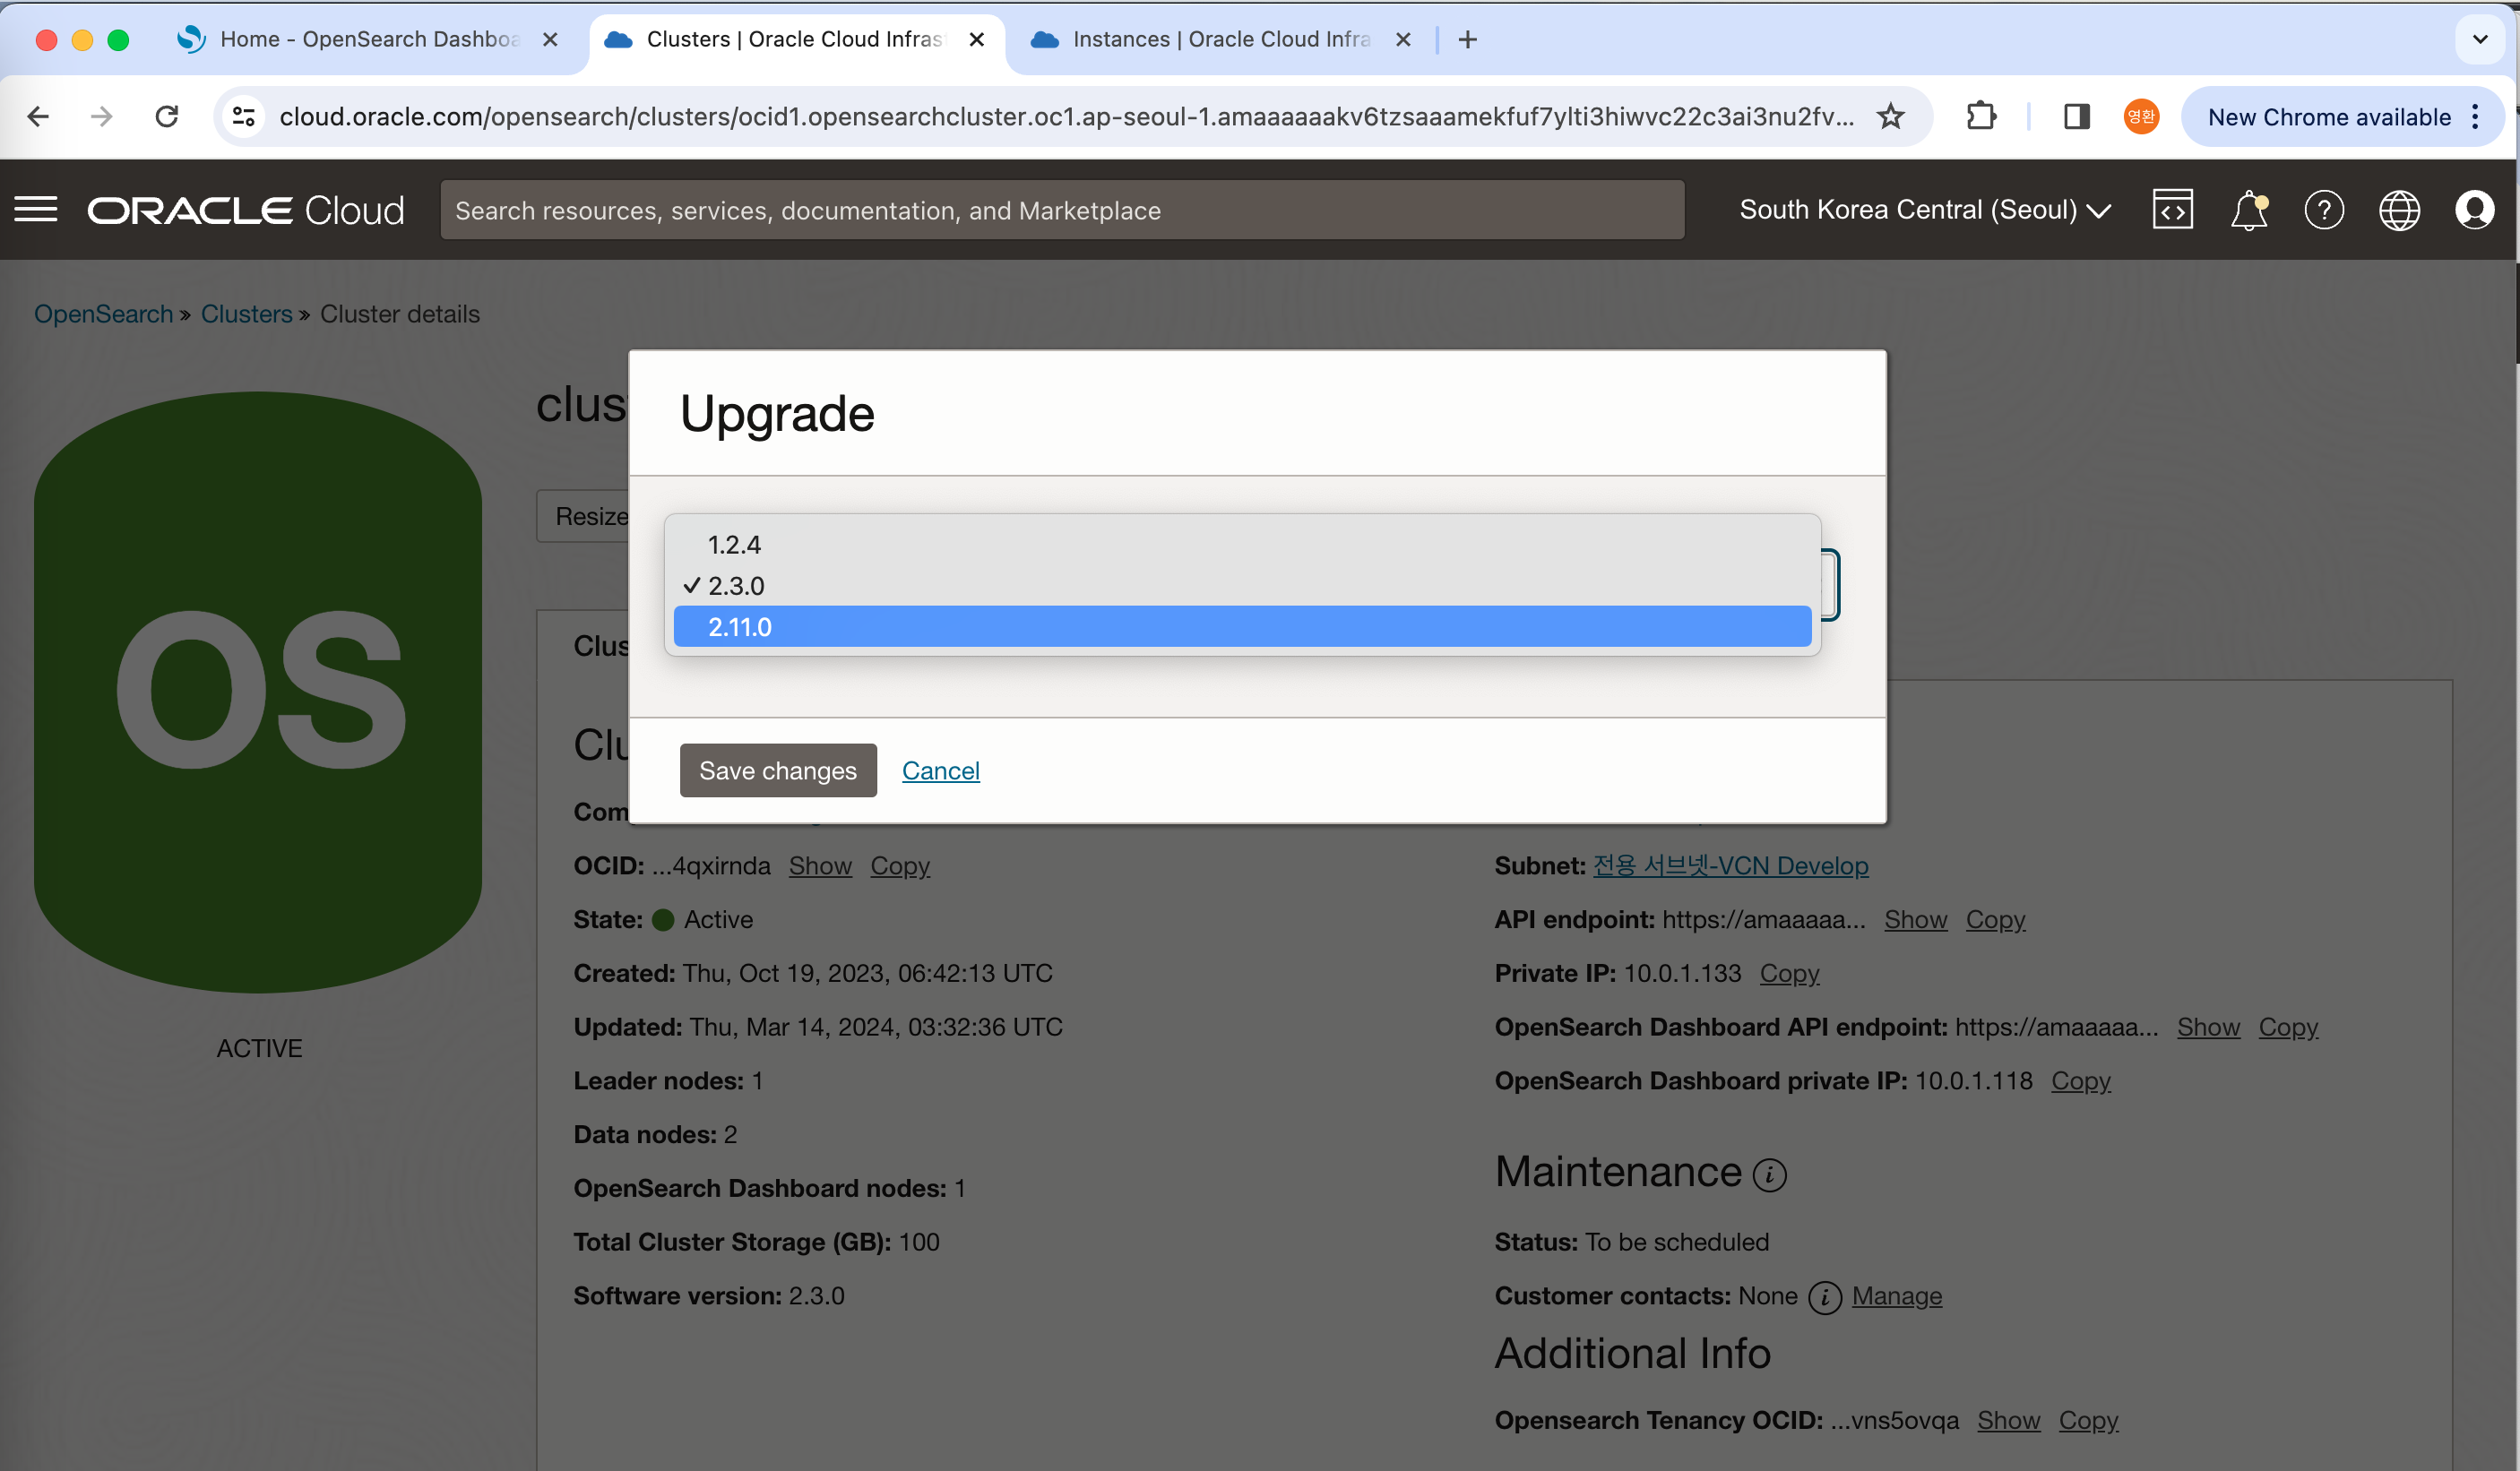 Home - OpenSearch Dashboa
Clusters | Oracle Cloud Infras
Instances | Oracle Cloud Infra
cloud.oracle.com/opensearch/clusters/ocid1.opensearchcluster.oc1.ap-seoul-1.amaaaaaakv6tzsaaamekfuf7ylti3hiwvc22c3ai3nu2fv...
영환
New Chrome available
ORACLE Cloud
Search resources, services, documentation, and Marketplace
South Korea Central (Seoul)
OpenSearch » Clusters » Cluster details
clus
Upgrade
Resize
1.2.4
✓ 2.3.0
2.11.0
OS
Clus
Clu
Save changes Cancel
Com
OCID: ...4qxirnda Show Copy
State: Active
Created: Thu, Oct 19, 2023, 06:42:13 UTC
Updated: Thu, Mar 14, 2024, 03:32:36 UTC
Leader nodes: 1
Data nodes: 2
OpenSearch Dashboard nodes: 1
Total Cluster Storage (GB): 100
Software version: 2.3.0
ACTIVE
Subnet: 전용 서브넷-VCN Develop
API endpoint: https://amaaaaa... Show Copy
Private IP: 10.0.1.133 Copy
OpenSearch Dashboard API endpoint: https://amaaaaa... Show Copy
OpenSearch Dashboard private IP: 10.0.1.118 Copy
Maintenance
Status: To be scheduled
Customer contacts: None Manage
Additional Info
Opensearch Tenancy OCID: ...vns5ovqa Show Copy